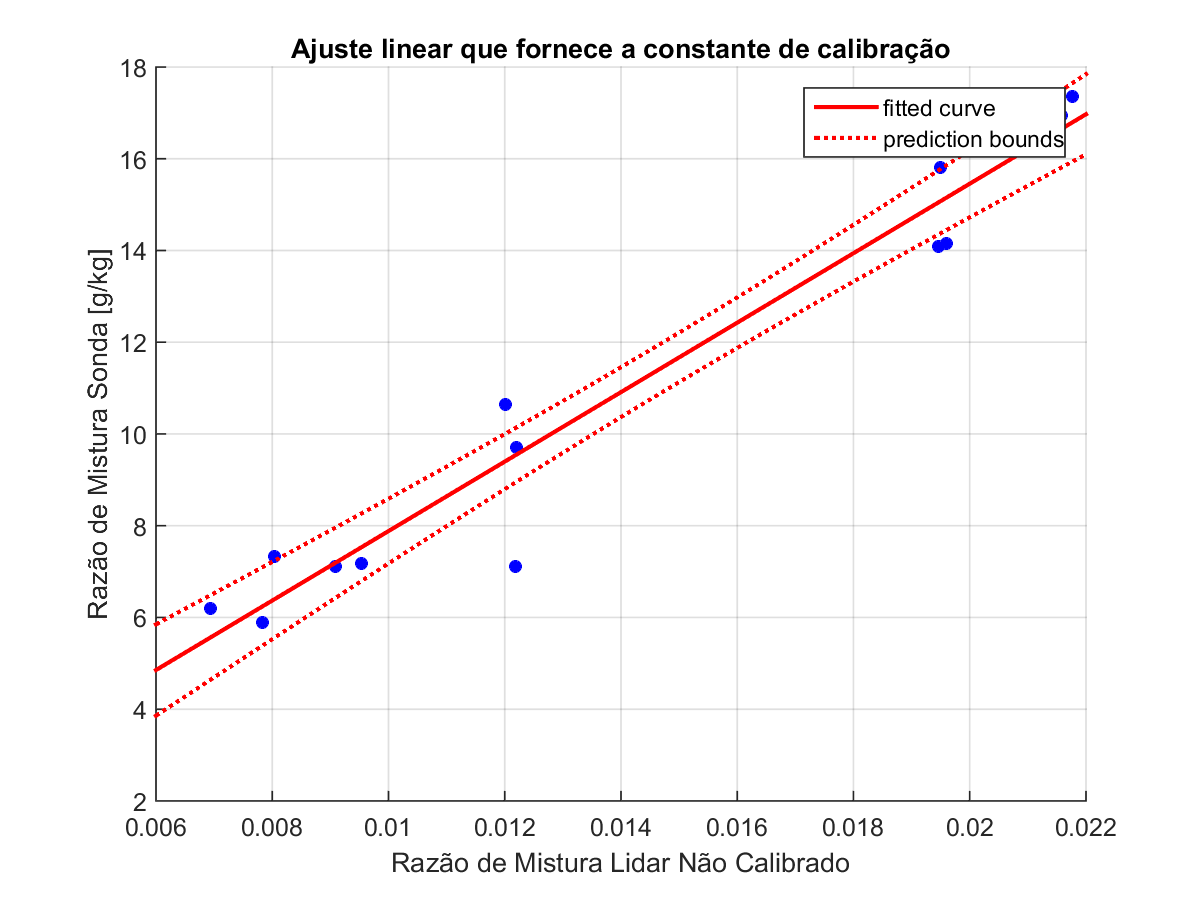 Ajuste linear que fornece a constante de calibração
fitted curve
prediction bounds
Razão de Mistura Sonda [g/kg]
18
16
14
12
10
8
6
4
2
0.006 0.008 0.01 0.012 0.014 0.016 0.018 0.02 0.022
Razão de Mistura Lidar Não Calibrado